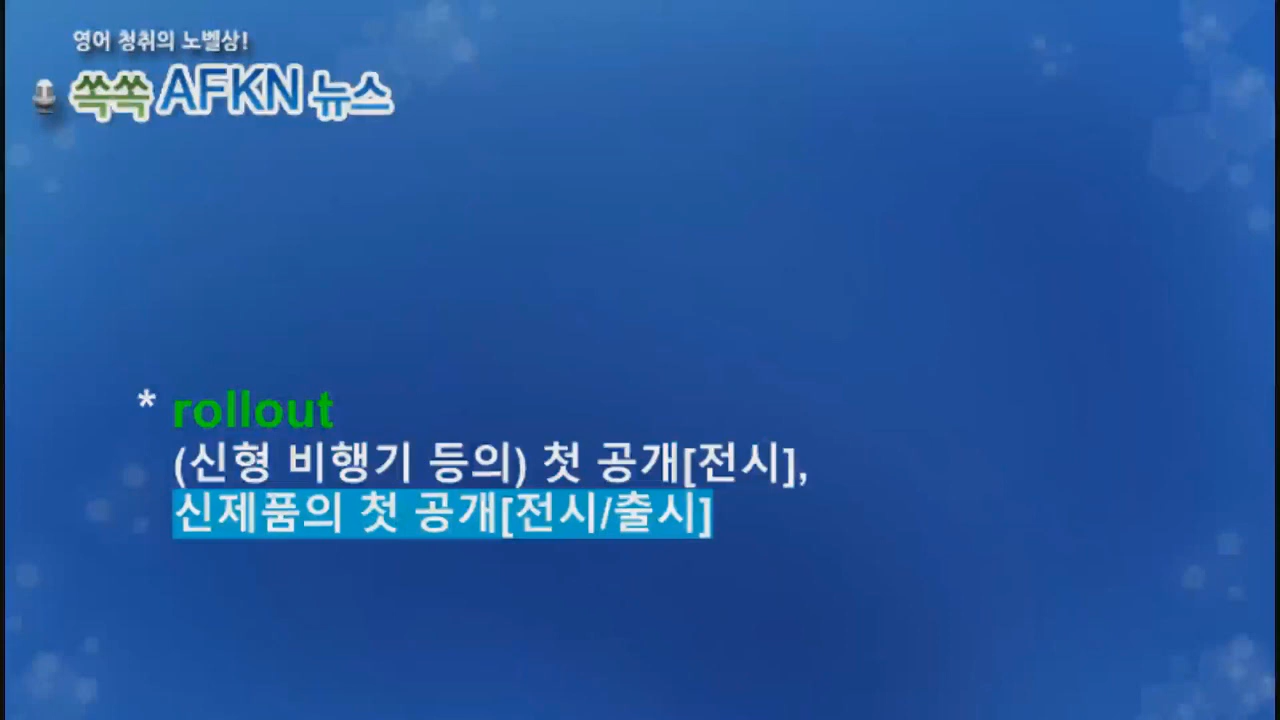 영어 청취의 노벨상!
쏙쏙 AFKN 뉴스
* rollout
(신형 비행기 등의) 첫 공개[전시],
신제품의 첫 공개[전시/출시]